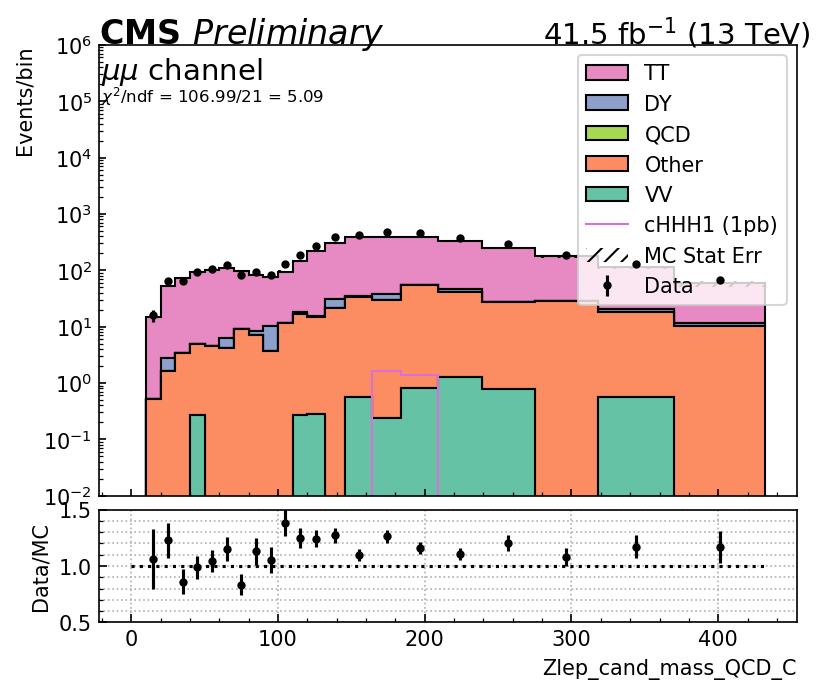 CMS Preliminary 41.5 fb⁻¹ (13 TeV)
μμ channel
χ²/ndf = 106.99/21 = 5.09
Events/bin
10⁶
10⁵
10⁴
10³
10²
10¹
10⁰
10⁻¹
10⁻²
TT
DY
QCD
Other
VV
cHHH1 (1pb)
MC Stat Err
Data
Data/MC
1.5
1.0
0.5
0 100 200 300 400
Zlep_cand_mass_QCD_C